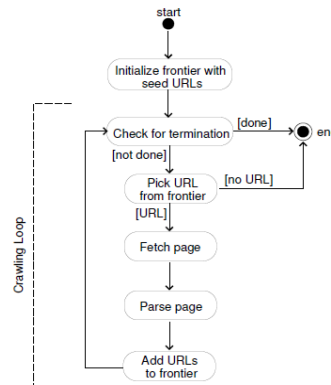 start
Initialize frontier with
seed URLs
Check for termination
[done]
en
[not done]
Pick URL
from frontier
[no URL]
[URL]
Crawling Loop
Fetch page
Parse page
Add URLs
to frontier